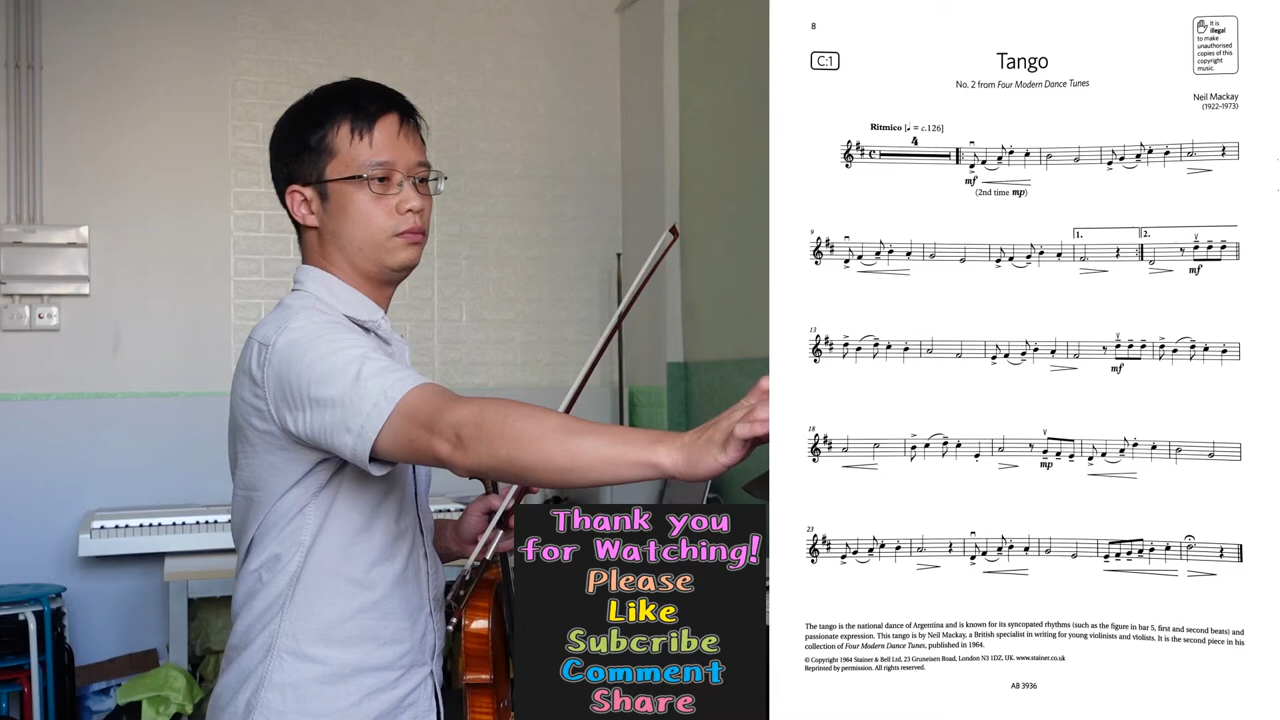 Thank you
for Watching!
Please
Like
Subcribe
Comment
Share
8
It is
illegal
to make
unauthorised
copies of this
copyright
music.
C:1
Tango
No. 2 from Four Modern Dance Tunes
Neil Mackay
(1922–1973)
Ritmico [♩ = c.126]
4
mf
(2nd time mp)
9
1.
2.
mf
13
mf
18
mp
23
The tango is the national dance of Argentina and is known for its syncopated rhythms (such as the figure in bar 5, first and second beats) and
passionate expression. This tango is by Neil Mackay, a British specialist in writing for young violinists and violists. It is the second piece in his
collection of Four Modern Dance Tunes, published in 1964.
© Copyright 1964 Stainer & Bell Ltd, 23 Gruneisen Road, London N3 1DZ, UK. www.stainer.co.uk
Reprinted by permission. All rights reserved.
AB 3936